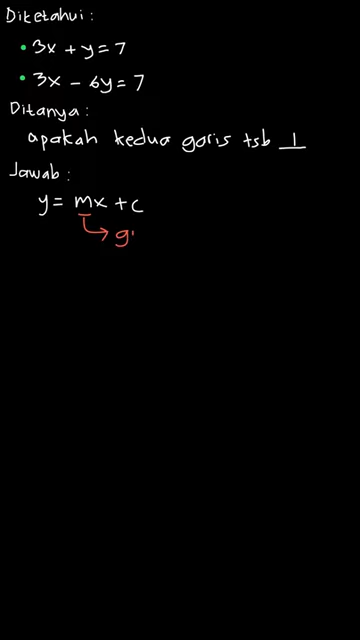 Diketahui:
• 3x + y = 7
• 3x - 6y = 7
Ditanya:
apakah kedua garis tsb ⊥
Jawab:
y = mx + c
↳ g